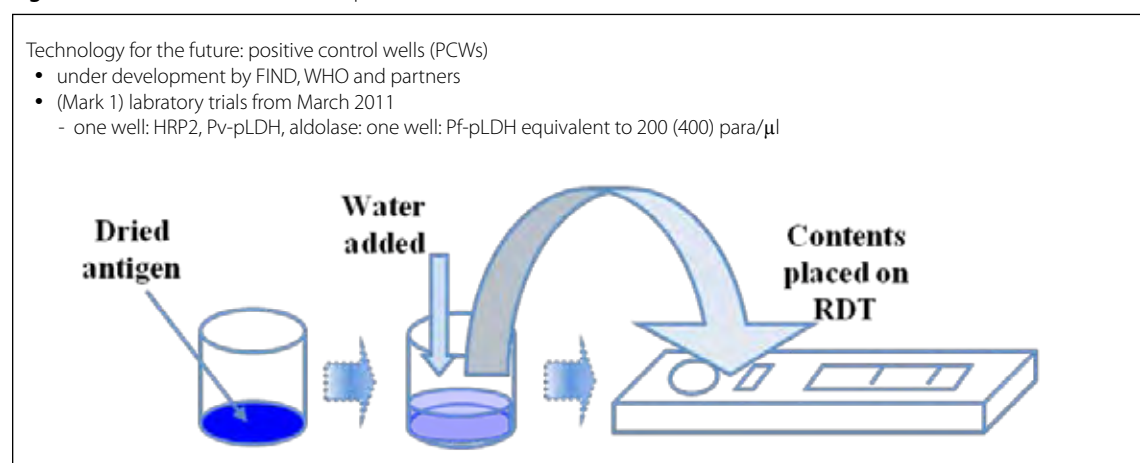 Technology for the future: positive control wells (PCWs)
• under development by FIND, WHO and partners
• (Mark 1) labratory trials from March 2011
- one well: HRP2, Pv-pLDH, aldolase: one well: Pf-pLDH equivalent to 200 (400) para/μl
Water
added
Dried
antigen
Contents
placed on
RDT